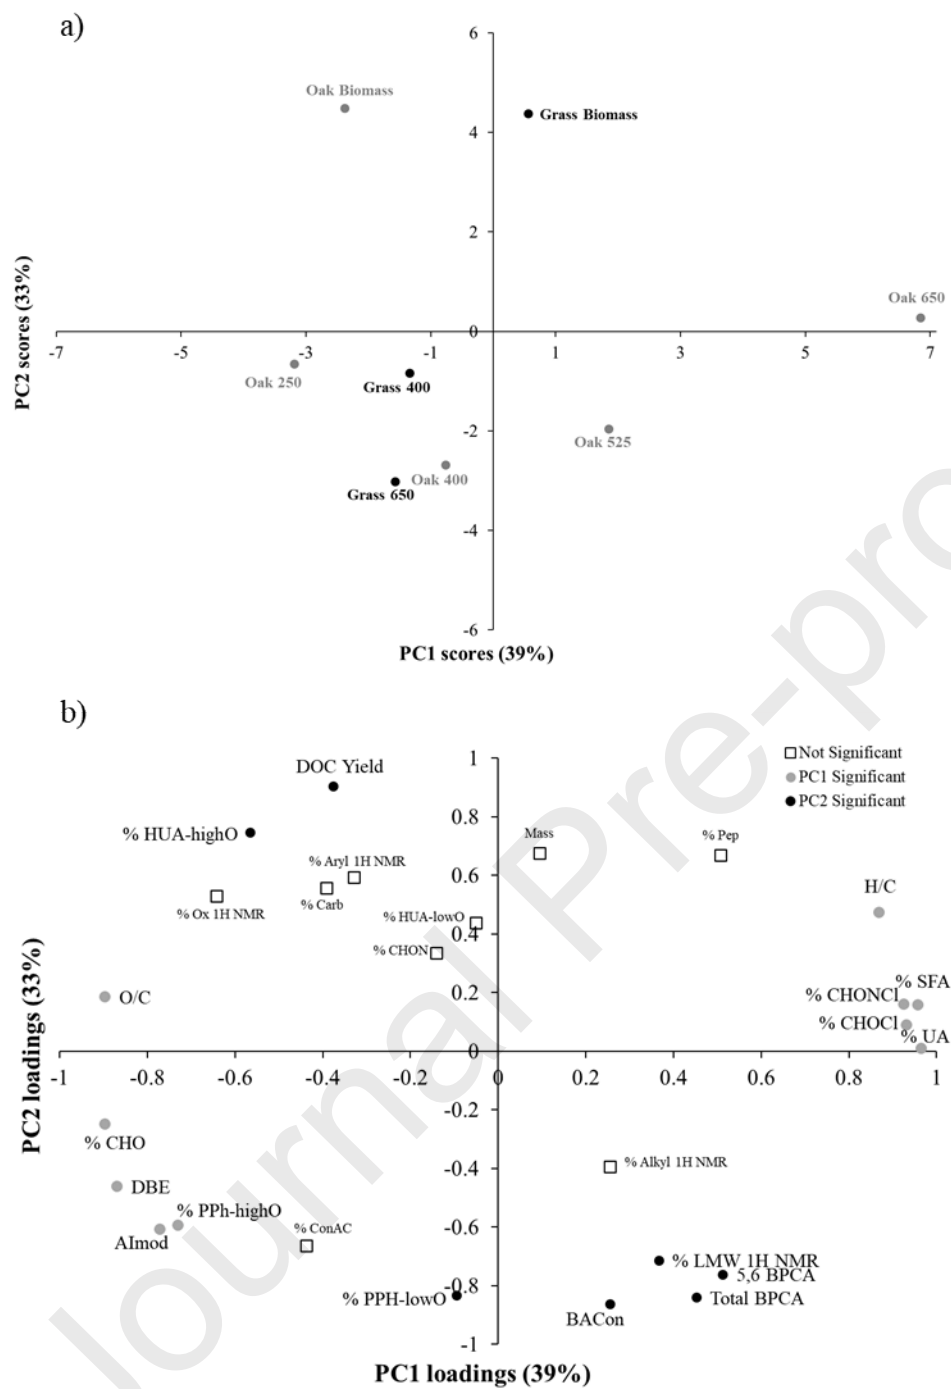 a)
6
Oak Biomass
Grass Biomass
4
2
Oak 650
0
-7
-5
-3
-1
1
3
5
7
Oak 250
Grass 400
-2
Oak 525
Oak 400
Grass 650
-4
-6
PC2 scores (33%)
PC1 scores (39%)
b)
Not Significant
PC1 Significant
PC2 Significant
1
DOC Yield
0.8
% HUA-highO
Mass
% Pep
% Aryl 1H NMR
0.6
% Carb
% Ox 1H NMR
H/C
% HUA-lowO
0.4
% CHON
0.2
% SFA
% CHONCl
O/C
% CHOCl
% UA
-1
-0.8
-0.6
-0.4
-0.2
0
0.2
0.4
0.6
0.8
1
-0.2
% CHO
-0.4
% Alkyl 1H NMR
DBE
% PPh-highO
-0.6
AImod
% ConAC
% LMW 1H NMR
5,6 BPCA
-0.8
% PPH-lowO
Total BPCA
BACon
-1
PC2 loadings (33%)
PC1 loadings (39%)
Journal Pre-pro